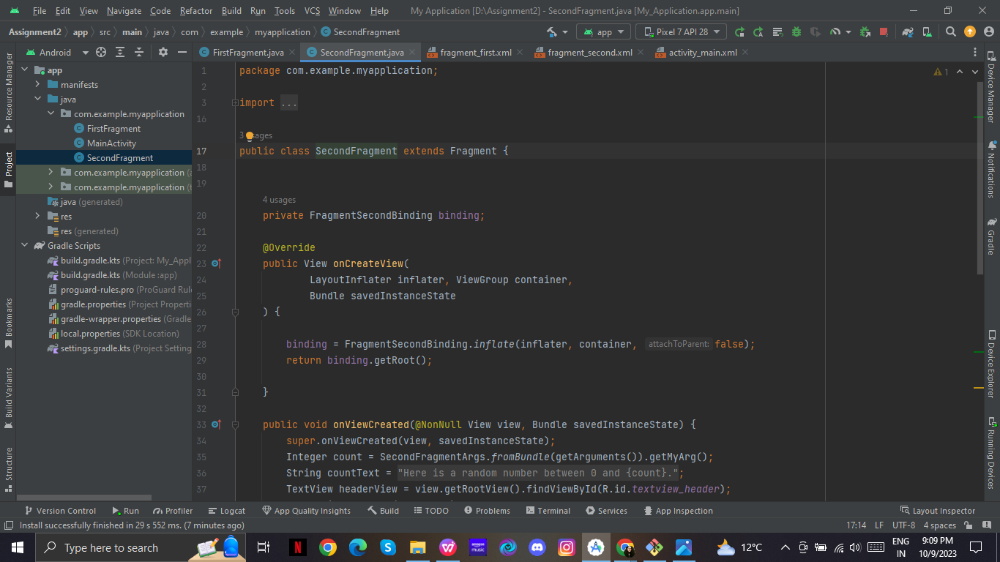 File Edit View Navigate Code Refactor Build Run Tools VCS Window Help My Application [D:\Assignment2] - SecondFragment.java [My_Application.app.main]
Assignment2 app src main java com example myapplication SecondFragment app Pixel 7 API 28
Android FirstFragment.java SecondFragment.java fragment_first.xml fragment_second.xml activity_main.xml
Resource Manager
Project
Bookmarks
Build Variants
Structure
app
manifests
java
com.example.myapplication
FirstFragment
MainActivity
SecondFragment
com.example.myapplication
com.example.myapplication
java (generated)
res
res (generated)
Gradle Scripts
build.gradle.kts (Project: My_Appl
build.gradle.kts (Module :app)
proguard-rules.pro (ProGuard Rul
gradle.properties (Project Properti
gradle-wrapper.properties (Gradle
local.properties (SDK Location)
settings.gradle.kts (Project Setting
1 package com.example.myapplication; 1
2
3 import ...
16
3 usages
17 public class SecondFragment extends Fragment {
18
19
4 usages
20 private FragmentSecondBinding binding;
21
22 @Override
23 public View onCreateView(
24 LayoutInflater inflater, ViewGroup container,
25 Bundle savedInstanceState
26 ) {
27
28 binding = FragmentSecondBinding.inflate(inflater, container, attachToParent: false);
29 return binding.getRoot();
30
31 }
32
33 public void onViewCreated(@NonNull View view, Bundle savedInstanceState) {
34 super.onViewCreated(view, savedInstanceState);
35 Integer count = SecondFragmentArgs.fromBundle(getArguments()).getMyArg();
36 String countText = "Here is a random number between 0 and {count}.";
37 TextView headerView = view.getRootView().findViewById(R.id.textview_header);
Device Manager
Notifications
Gradle
Device Explorer
Running Devices
Version Control Run Profiler Logcat App Quality Insights Build TODO Problems Terminal Services App Inspection Layout Inspector
Install successfully finished in 29 s 552 ms. (7 minutes ago) 17:14 LF UTF-8 4 spaces
Type here to search 12°C ENG IN 9:09 PM 10/9/2023